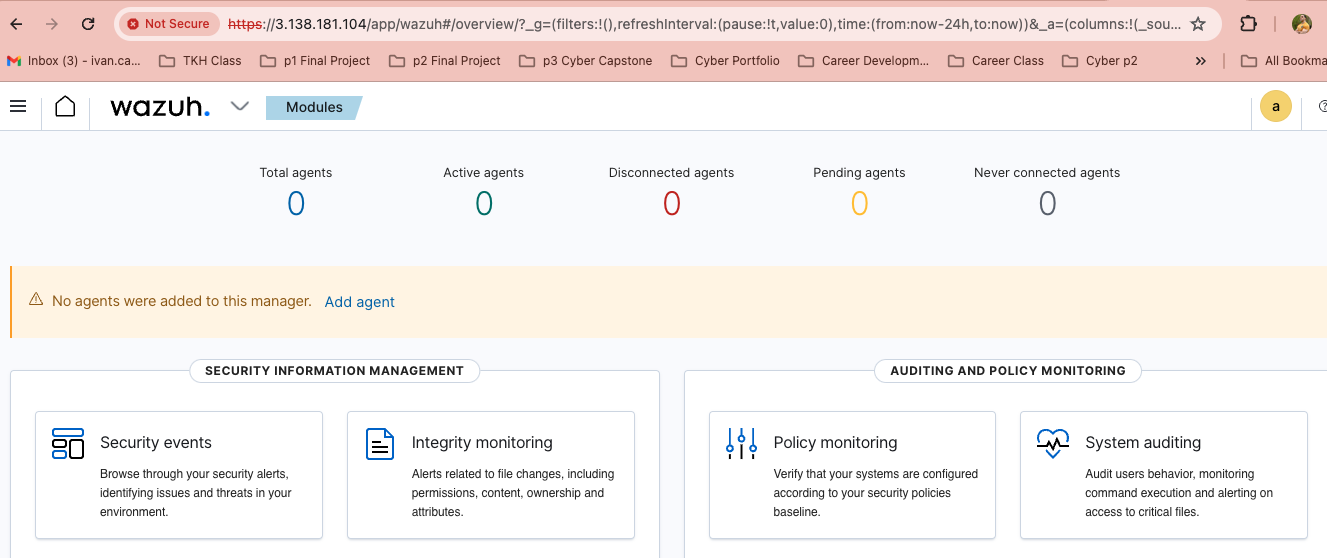 Not Secure https://3.138.181.104/app/wazuh#/overview/?_g=(filters:!(),refreshInterval:(pause:!t,value:0),time:(from:now-24h,to:now))&_a=(columns:!(_sou...
Inbox (3) - ivan.ca... TKH Class p1 Final Project p2 Final Project p3 Cyber Capstone Cyber Portfolio Career Developm... Career Class Cyber p2 » All Bookma
wazuh. Modules a
Total agents Active agents Disconnected agents Pending agents Never connected agents
0 0 0 0 0
No agents were added to this manager. Add agent
SECURITY INFORMATION MANAGEMENT AUDITING AND POLICY MONITORING
Security events
Browse through your security alerts,
identifying issues and threats in your
environment.
Integrity monitoring
Alerts related to file changes, including
permissions, content, ownership and
attributes.
Policy monitoring
Verify that your systems are configured
according to your security policies
baseline.
System auditing
Audit users behavior, monitoring
command execution and alerting on
access to critical files.